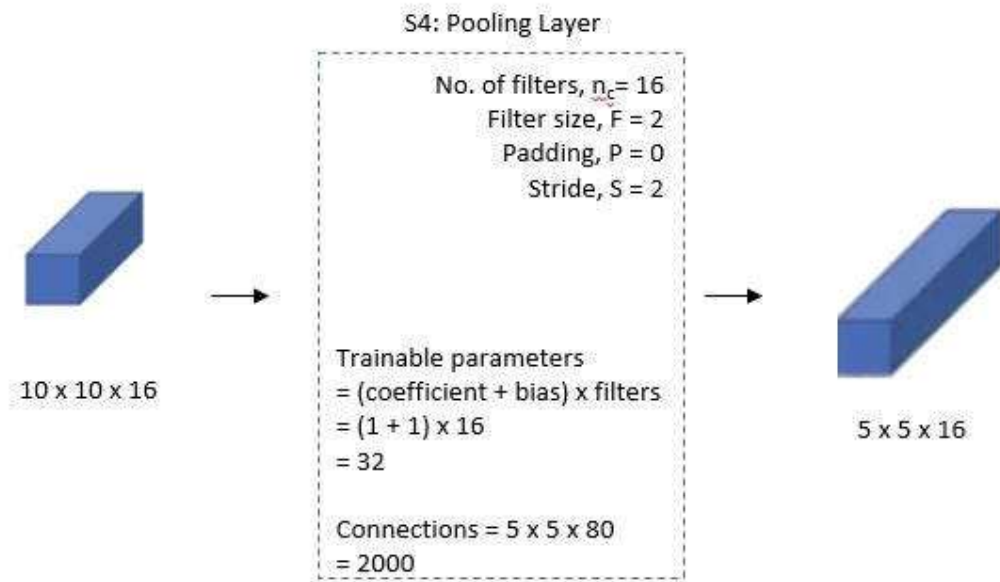 S4: Pooling Layer
No. of filters, nc= 16
Filter size, F = 2
Padding, P = 0
Stride, S = 2
10 x 10 x 16
Trainable parameters
= (coefficient + bias) x filters
= (1 + 1) x 16
= 32
Connections = 5 x 5 x 80
= 2000
5 x 5 x 16